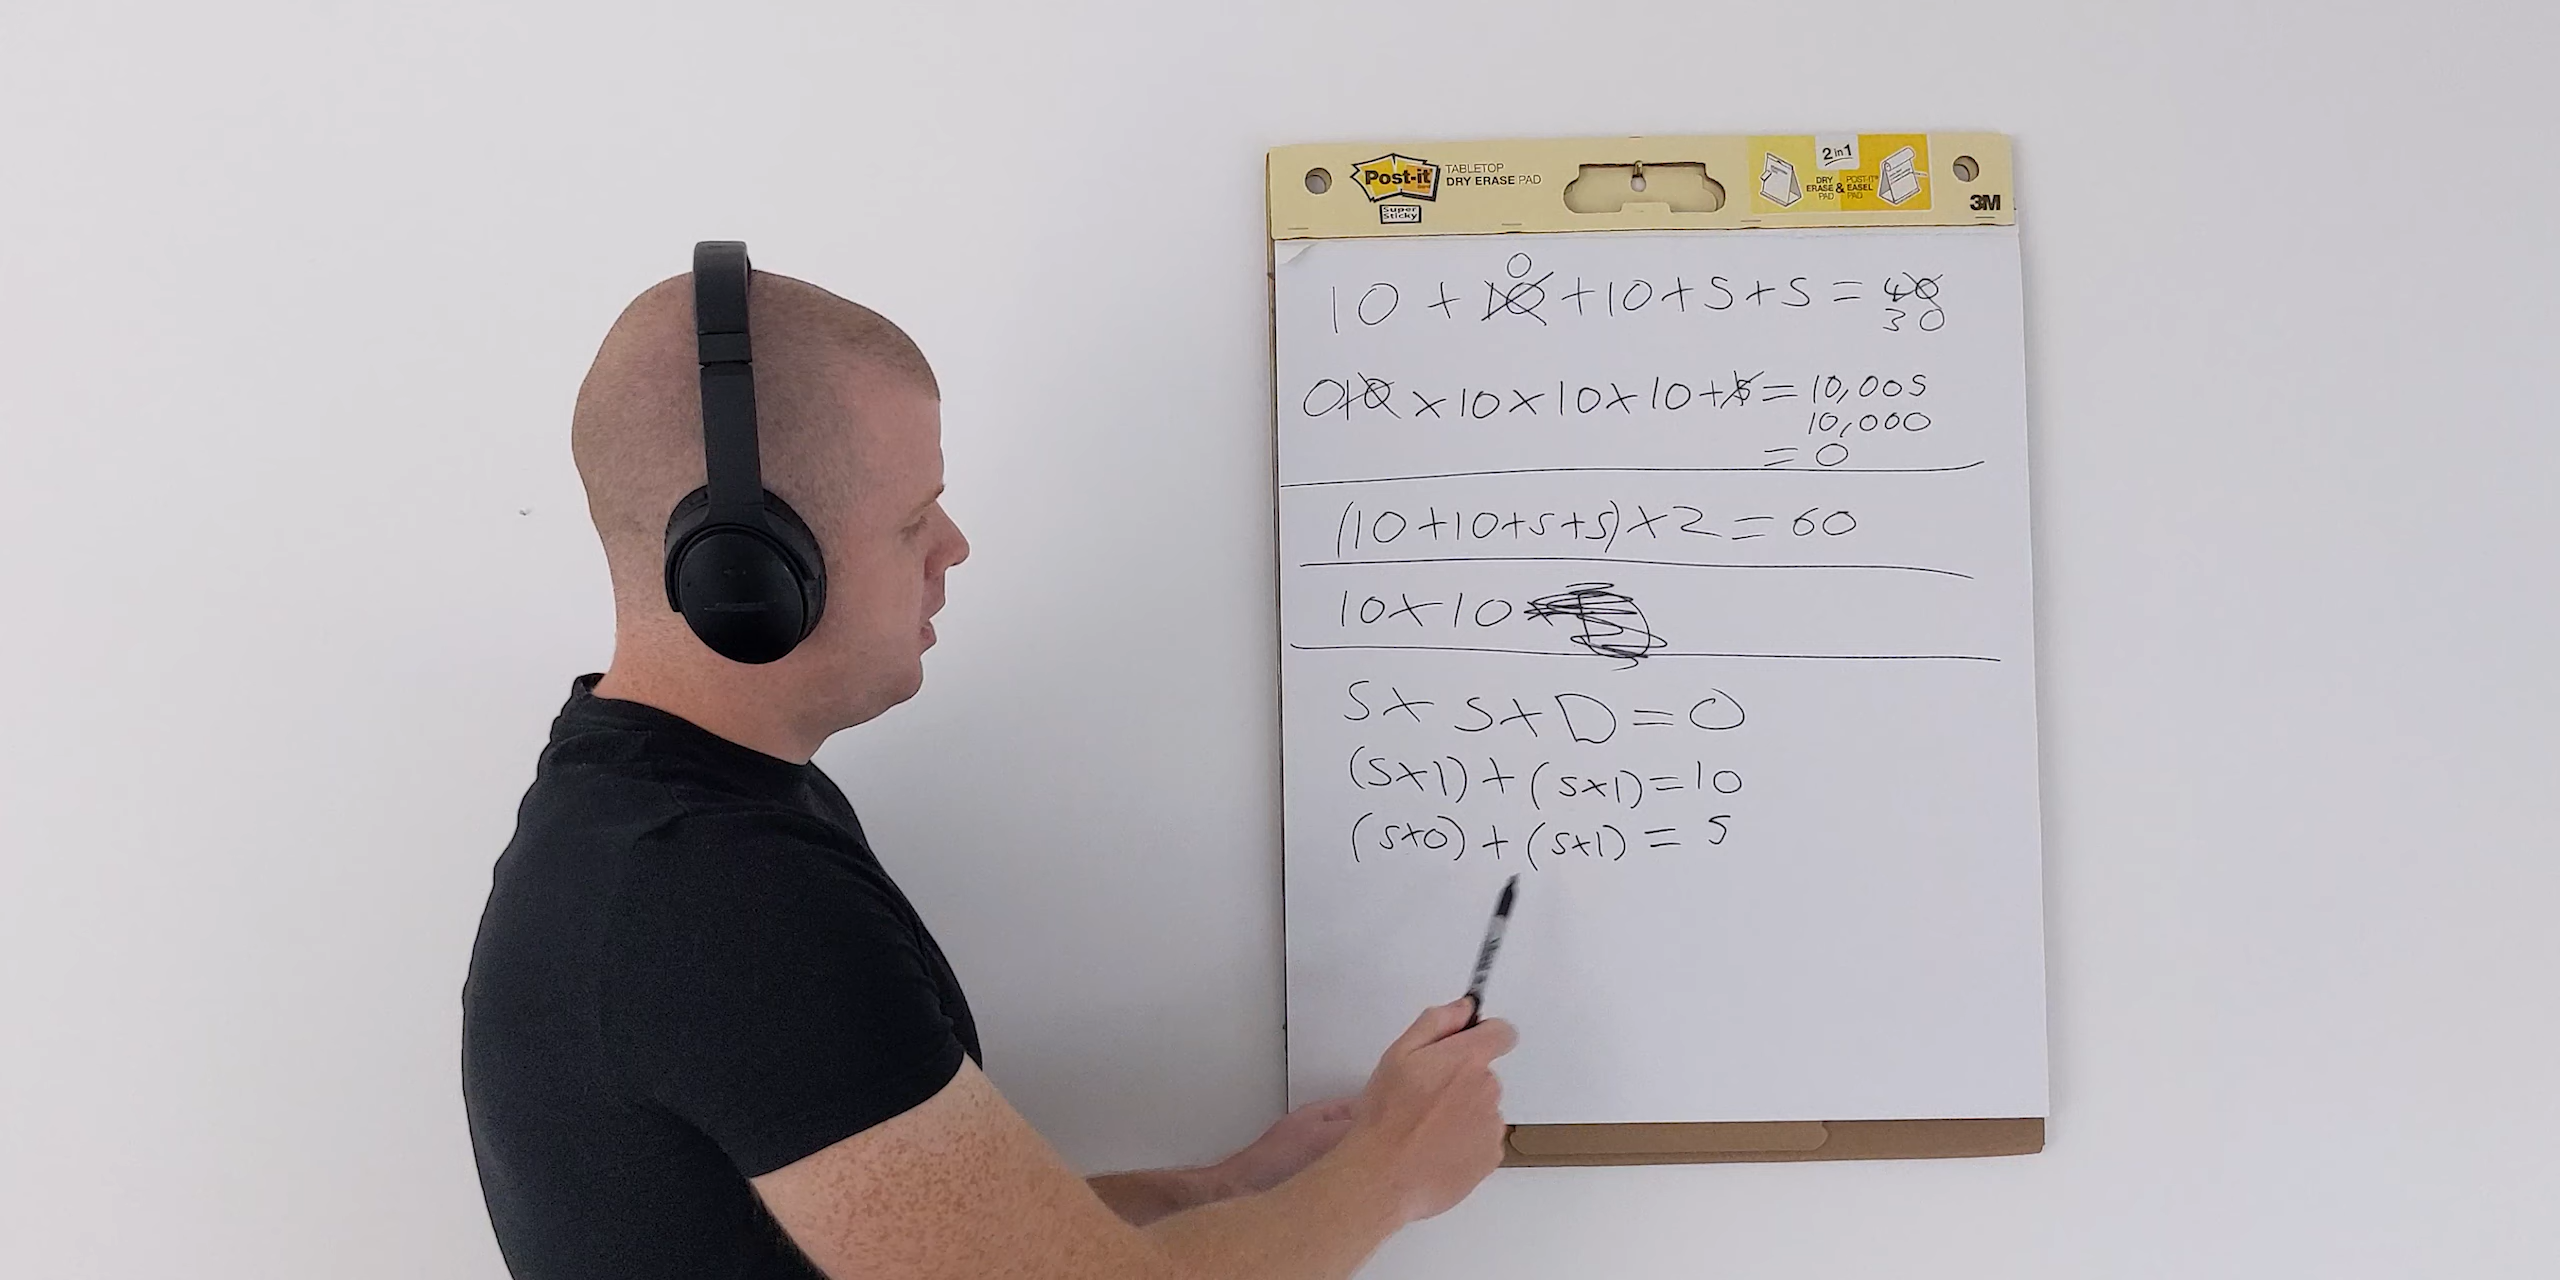 Post-it
Super Sticky
TABLETOP
DRY ERASE PAD
2 in 1
DRY ERASE PAD & POST-IT EASEL PAD
3M
0
10 + 10 + 10 + 5 + 5 = 40
30
0 10 × 10 × 10 × 10 + 5 = 10,005
10,000
= 0
(10 + 10 + 5 + 5) × 2 = 60
10 × 10
5 × 5 × 0 = 0
(5×1) + (5×1) = 10
(5×0) + (5×1) = 5